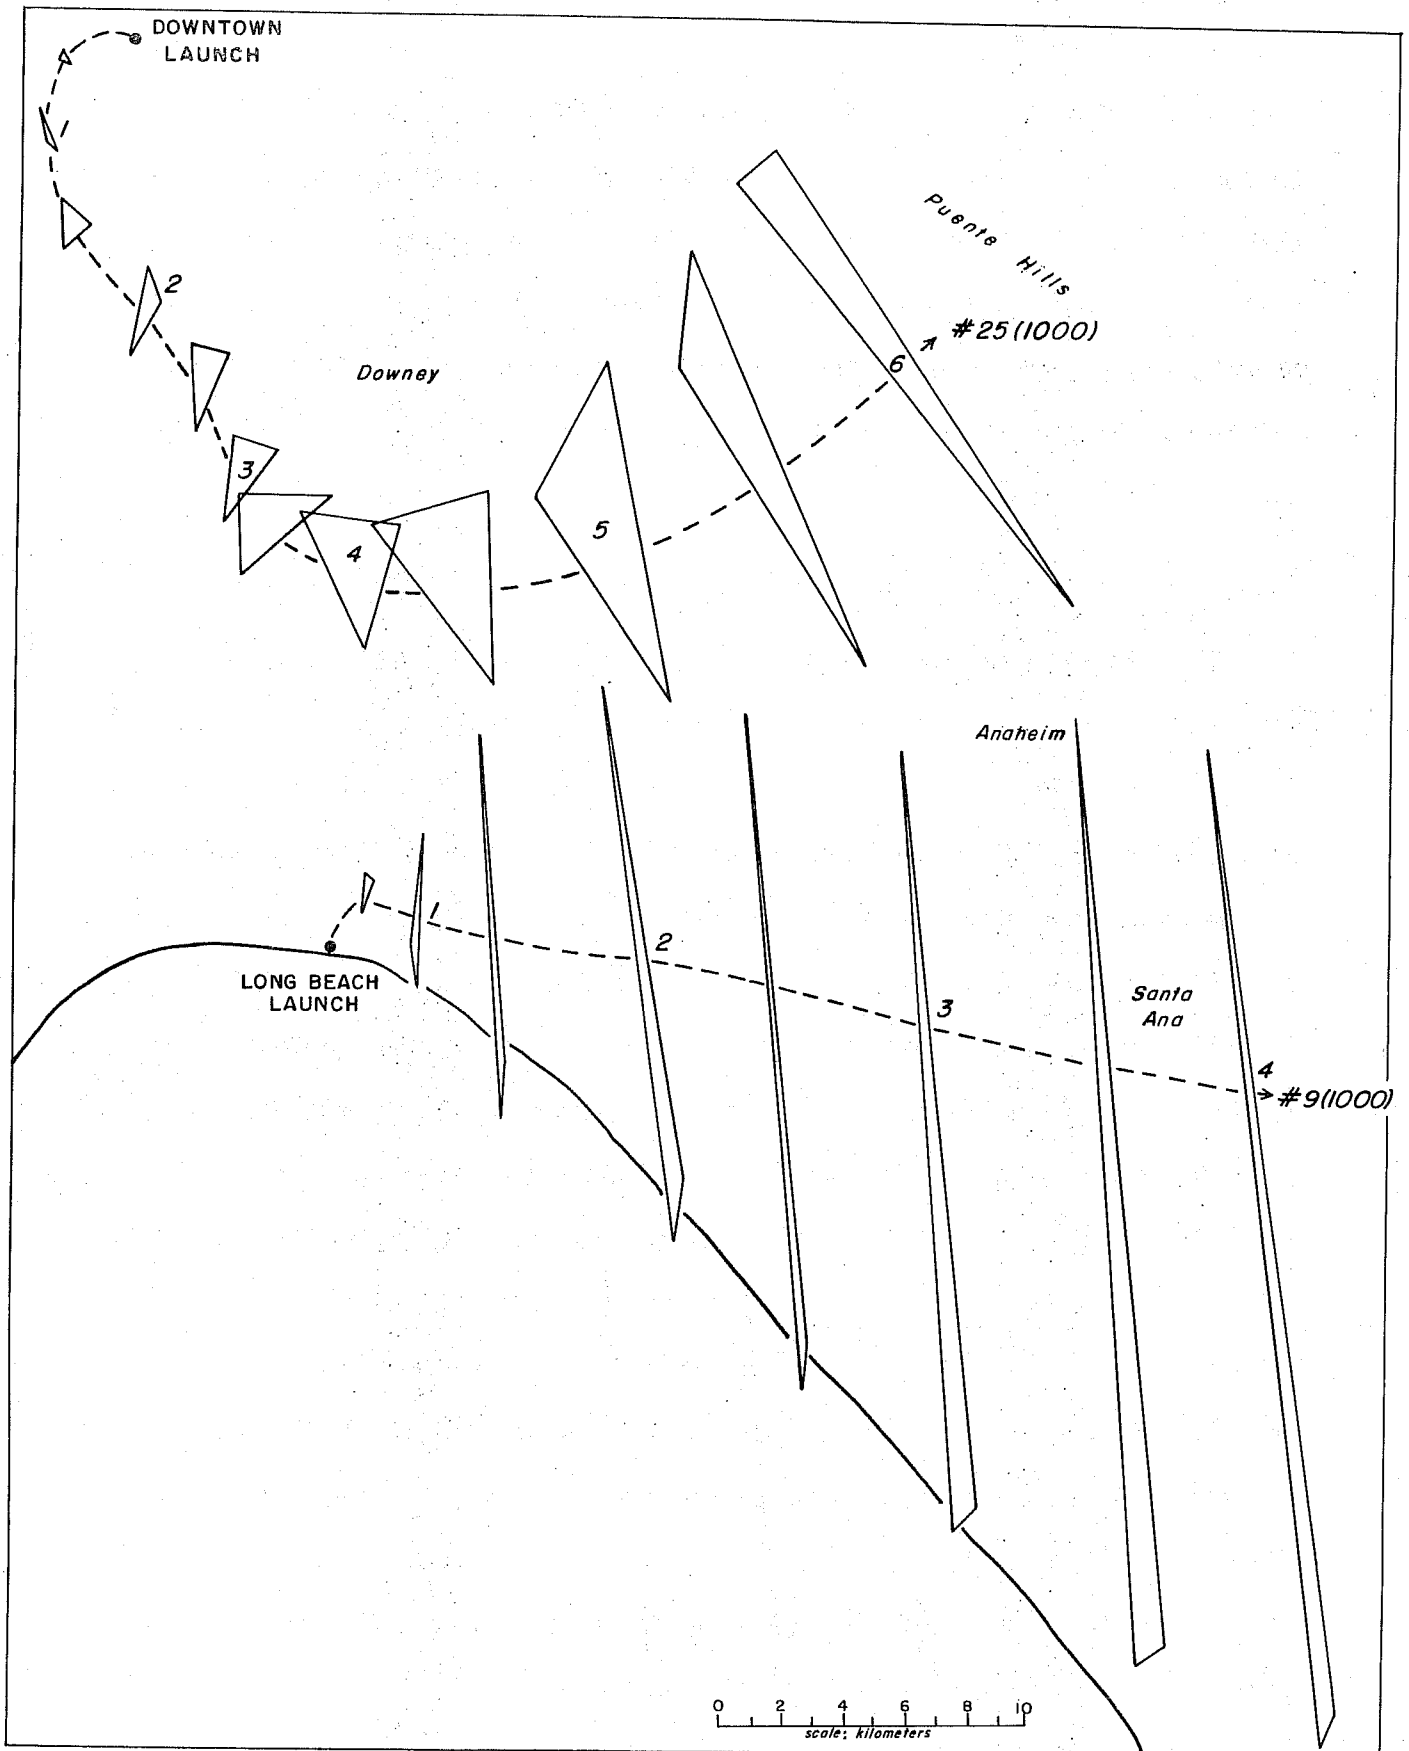 DOWNTOWN
LAUNCH
1
2
Puente Hills
#25 (1000)
6
Downey
3
5
4
Anaheim
1
2
LONG BEACH
LAUNCH
Santa
Ana
3
4
#9(1000)
0 2 4 6 8 10
scale; kilometers